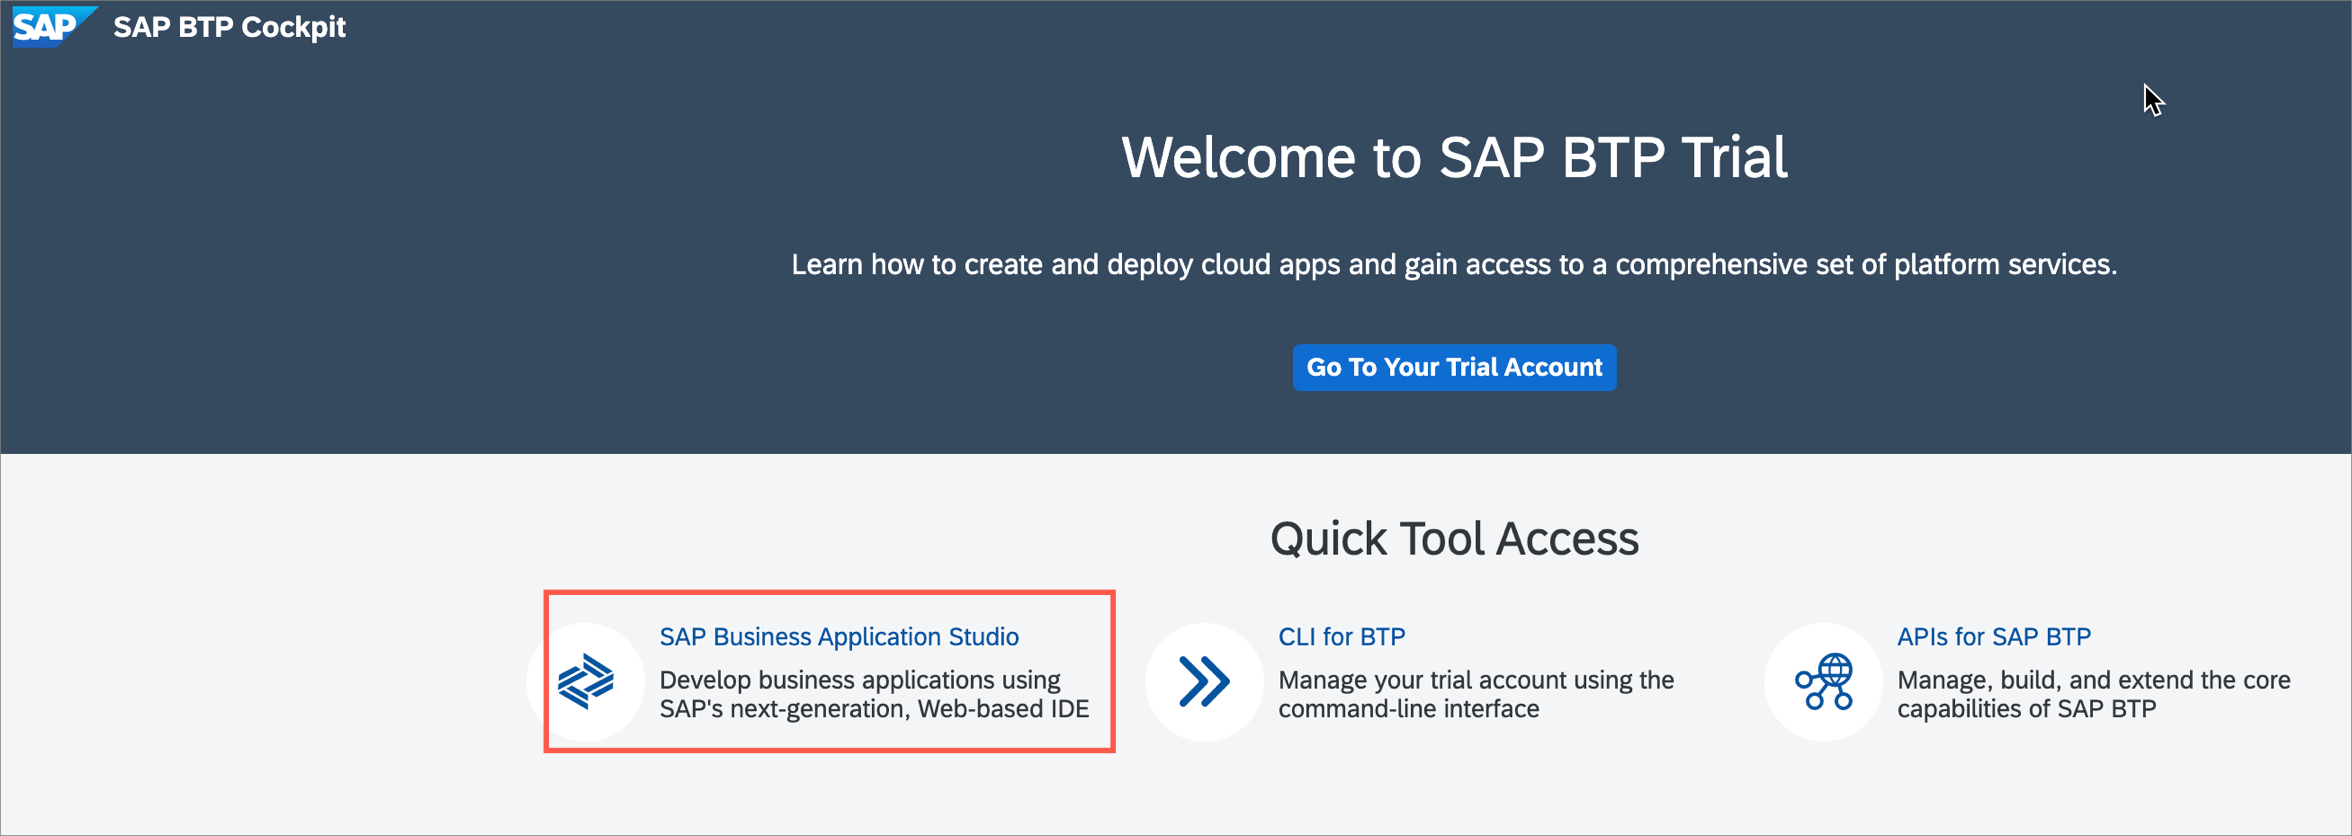 SAP SAP BTP Cockpit
Welcome to SAP BTP Trial
Learn how to create and deploy cloud apps and gain access to a comprehensive set of platform services.
Go To Your Trial Account
Quick Tool Access
SAP Business Application Studio
Develop business applications using
SAP's next-generation, Web-based IDE
CLI for BTP
Manage your trial account using the
command-line interface
APIs for SAP BTP
Manage, build, and extend the core
capabilities of SAP BTP